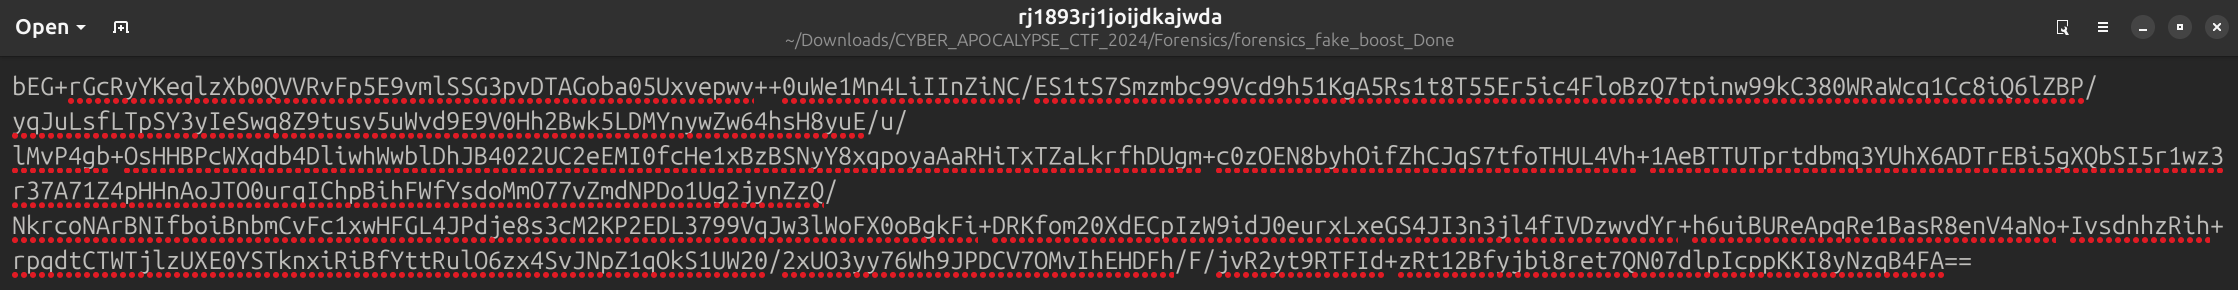 Open
rj1893rj1joijdkajwda
~/Downloads/CYBER_APOCALYPSE_CTF_2024/Forensics/forensics_fake_boost_Done
bEG+rGcRyYKeqlzXb0QVVRvFp5E9vmlSSG3pvDTAGoba05Uxvepwv++0uWe1Mn4LiIInZiNC/ES1tS7Smzmbc99Vcd9h51KgA5Rs1t8T55Er5ic4FloBzQ7tpinw99kC380WRaWcq1Cc8iQ6lZBP/
yqJuLsfLTpSY3yIeSwq8Z9tusv5uWvd9E9V0Hh2Bwk5LDMYnywZw64hsH8yuE/u/
lMvP4gb+OsHHBPcWXqdb4DliwhWwblDhJB4022UC2eEMI0fcHe1xBzBSNyY8xqpoyaAaRHiTxTZaLkrfhDUgm+c0zOEN8byhOifZhCJqS7tfoTHUL4Vh+1AeBTTUTprtdbmq3YUhX6ADTrEBi5gXQbSI5r1wz3
r37A71Z4pHHnAoJTO0urqIChpBihFWfYsdoMmO77vZmdNPDo1Ug2jynZzQ/
NkrcoNArBNIfboiBnbmCvFc1xwHFGL4JPdje8s3cM2KP2EDL3799VqJw3lWoFX0oBgkFi+DRKfom20XdECpIzW9idJ0eurxLxeGS4JI3n3jl4fIVDzwvdYr+h6uiBUReApqRe1BasR8enV4aNo+IvsdnhzRih+
rpqdtCTWTjlzUXE0YSTknxiRiBfYttRulO6zx4SvJNpZ1qOkS1UW20/2xUO3yy76Wh9JPDCV7OMvIhEHDFh/F/jvR2yt9RTFId+zRt12Bfyjbi8ret7QN07dlpIcppKKI8yNzqB4FA==